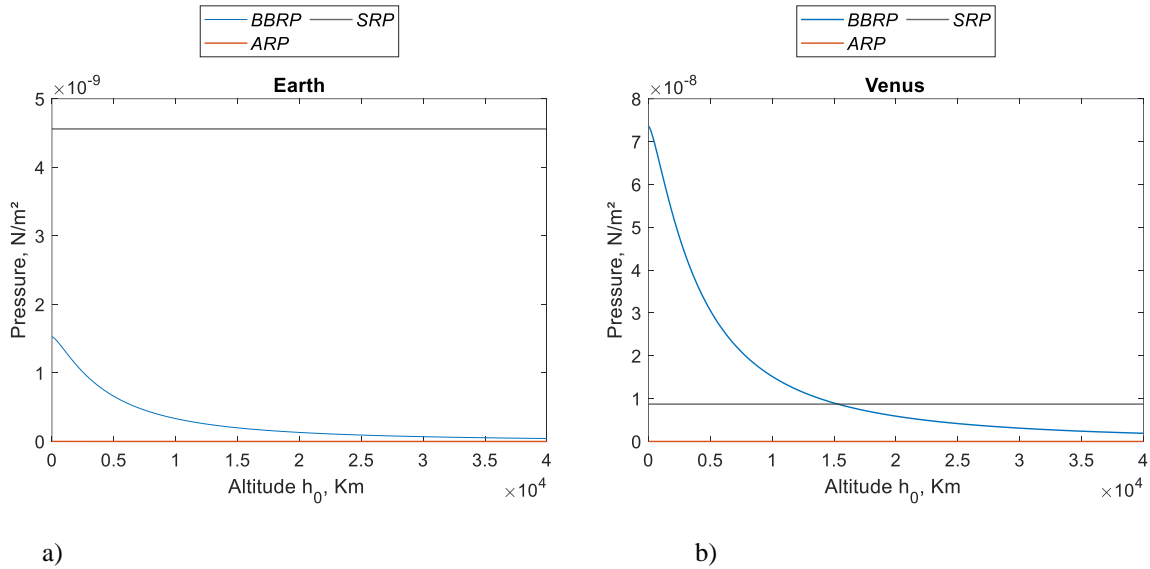 BBRP SRP
ARP
Earth
×10⁻⁹
5
4
3
2
1
0
Pressure, N/m²
0 0.5 1 1.5 2 2.5 3 3.5 4
Altitude h₀, Km
×10⁴
a)
BBRP SRP
ARP
Venus
×10⁻⁸
8
7
6
5
4
3
2
1
0
Pressure, N/m²
0 0.5 1 1.5 2 2.5 3 3.5 4
Altitude h₀, Km
×10⁴
b)